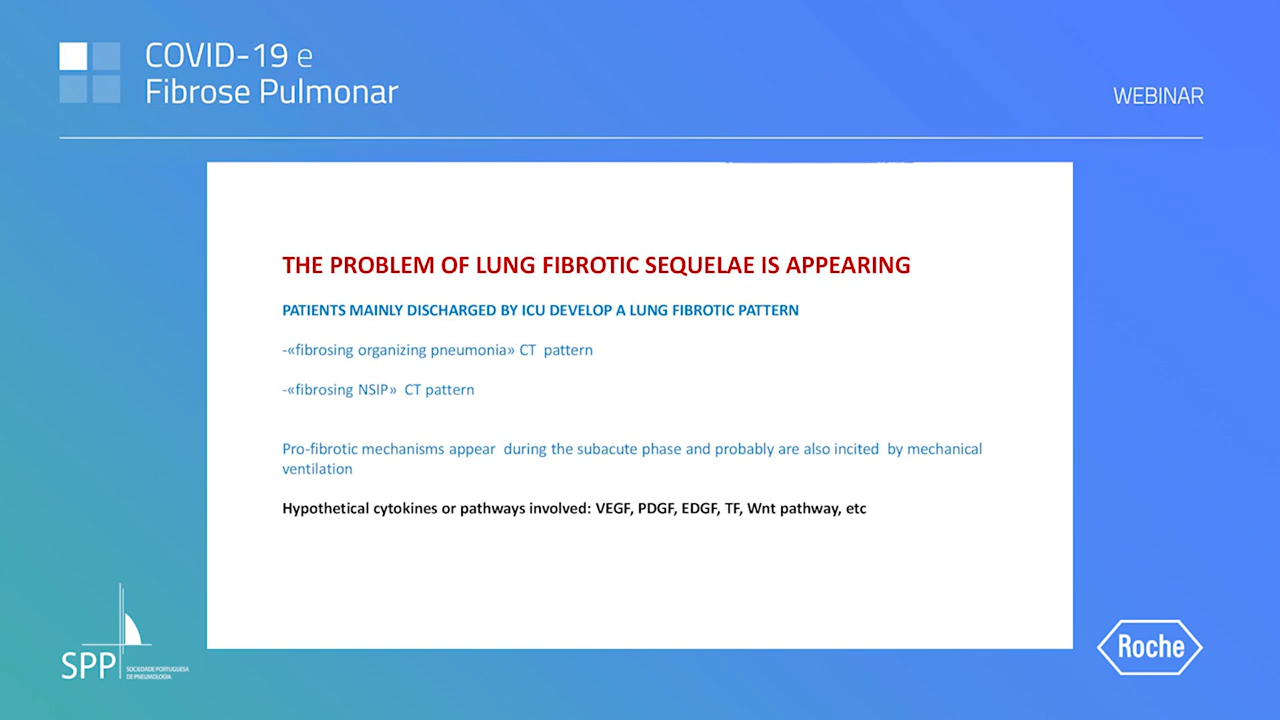 COVID-19 e
Fibrose Pulmonar
WEBINAR
THE PROBLEM OF LUNG FIBROTIC SEQUELAE IS APPEARING
PATIENTS MAINLY DISCHARGED BY ICU DEVELOP A LUNG FIBROTIC PATTERN
-«fibrosing organizing pneumonia» CT pattern
-«fibrosing NSIP» CT pattern
Pro-fibrotic mechanisms appear during the subacute phase and probably are also incited by mechanical
ventilation
Hypothetical cytokines or pathways involved: VEGF, PDGF, EDGF, TF, Wnt pathway, etc
SPP
SOCIEDADE PORTUGUESA
DE PNEUMOLOGIA
Roche